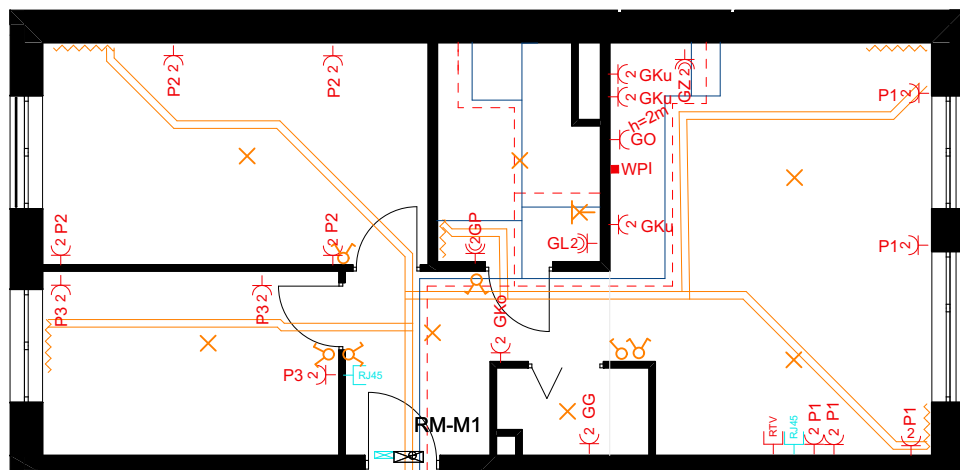 P2 2
P2 2
2 GKu
GZ 2
2 GKu
P1 2
h=2m
2 GO
WPI
P2
2
P2
2
2 GP
GL 2
2 GKu
P1 2
P3
2
P3 2
2 GKo
P3 2
RJ45
RM-M1
2 GG
RTV
RJ45
2 P1
2 P1
P1
2